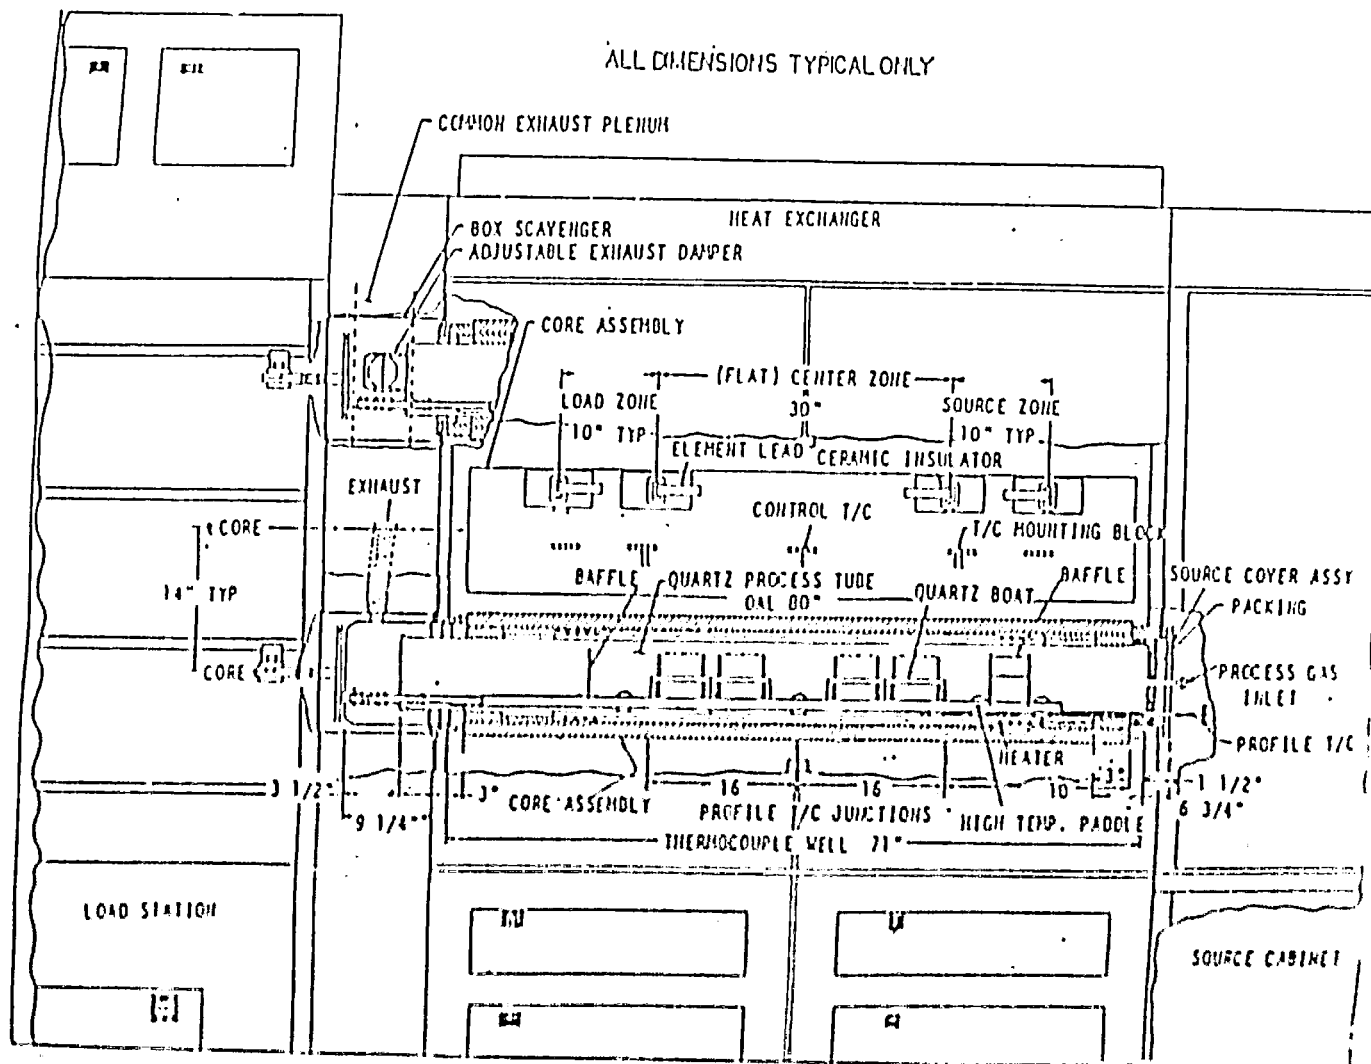 ALL DIMENSIONS TYPICAL ONLY
COMMON EXHAUST PLENUM
HEAT EXCHANGER
BOX SCAVENGER
ADJUSTABLE EXHAUST DAMPER
CORE ASSEMBLY
(FLAT) CENTER ZONE
30"
LOAD ZONE
10" TYP
SOURCE ZONE
10" TYP
ELEMENT LEAD
CERAMIC INSULATOR
EXHAUST
CONTROL T/C
T/C MOUNTING BLOCK
CORE
14" TYP
CORE
BAFFLE
QUARTZ PROCESS TUDE
OAL 80"
QUARTZ BOAT
BAFFLE
SOURCE COVER ASSY
PACKING
PROCESS GAS
INLET
PROFILE T/C
HEATER
3 1/2"
9 1/4"
3"
CORE ASSEMBLY
16
16
PROFILE T/C JUNCTIONS
10
3"
1 1/2"
6 3/4"
HIGH TEMP. PADDLE
THERMOCOUPLE WELL 71"
LOAD STATION
SOURCE CABINET